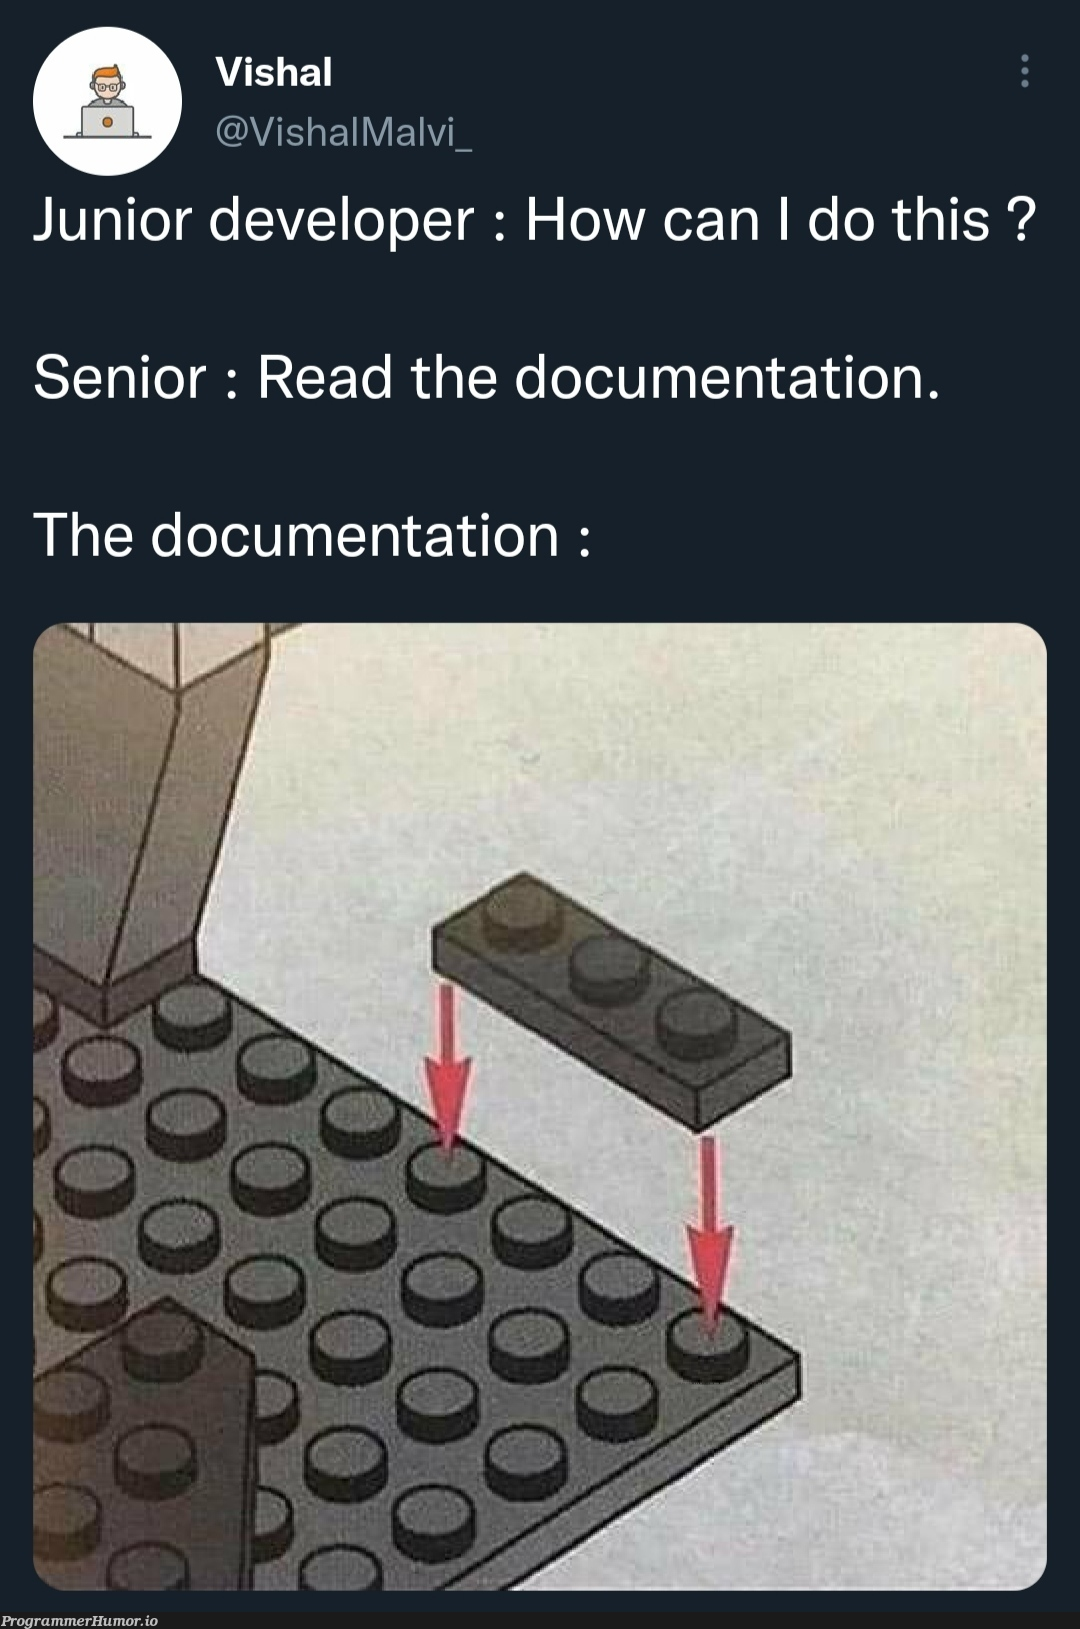 Vishal
@VishalMalvi_
Junior developer : How can I do this ?
Senior : Read the documentation.
The documentation :
ProgrammerHumor.io